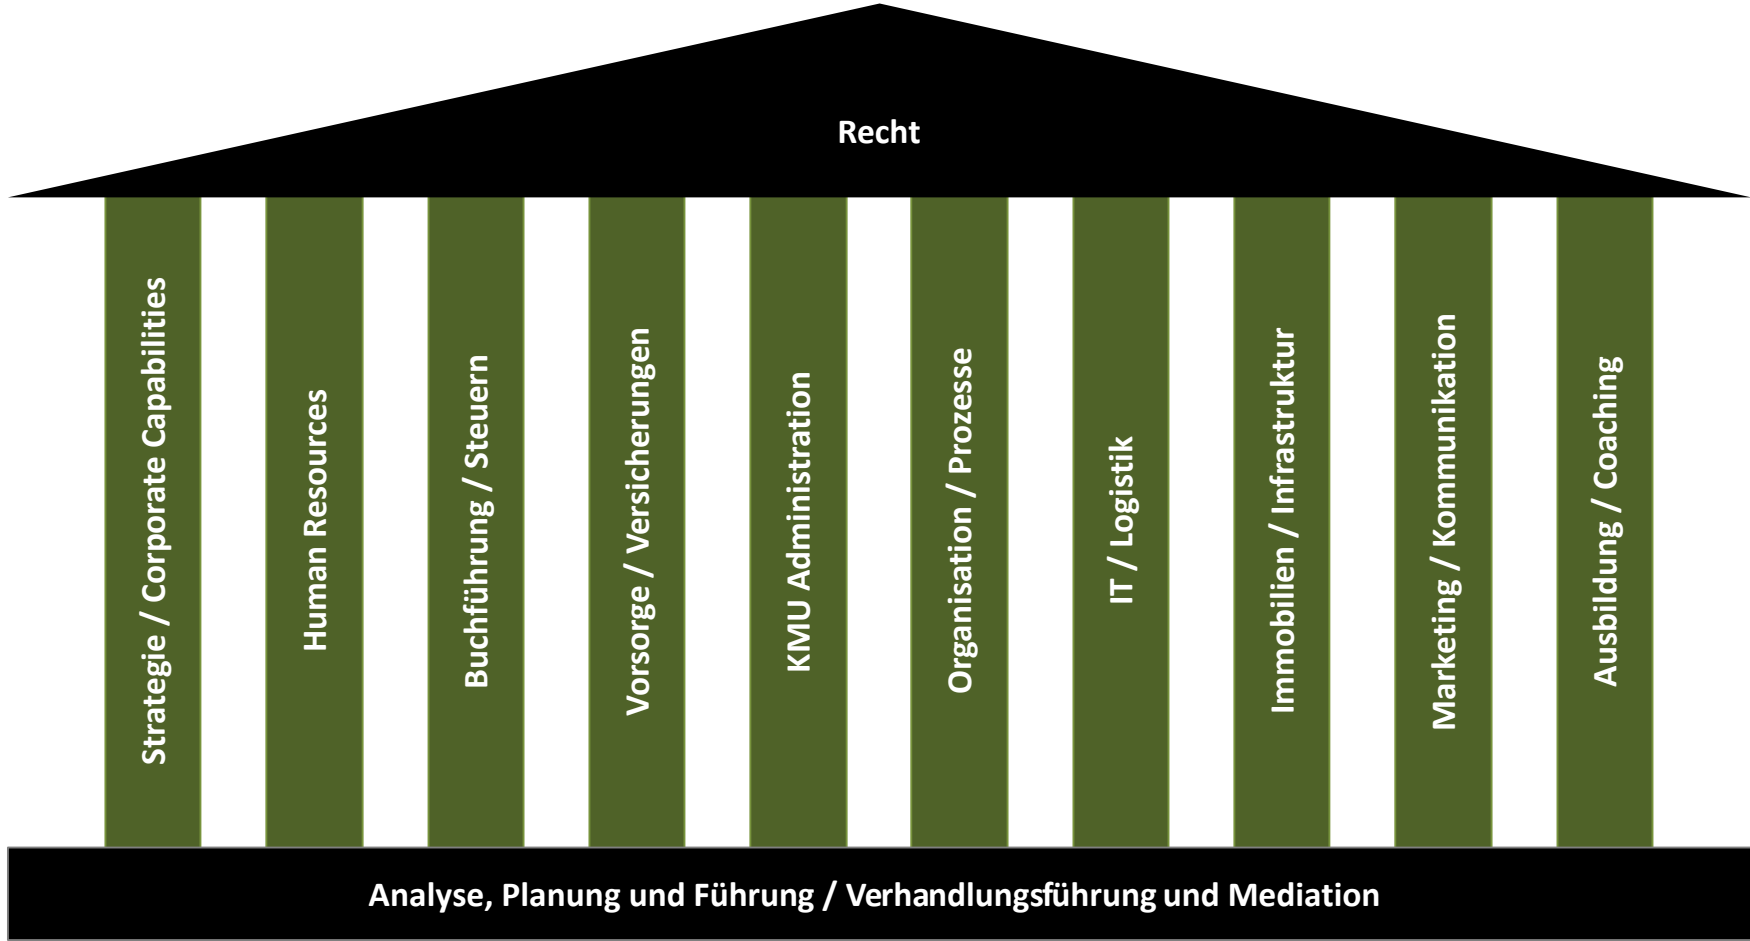 Recht
Strategie / Corporate Capabilities
Human Resources
Buchführung / Steuern
Vorsorge / Versicherungen
KMU Administration
Organisation / Prozesse
IT / Logistik
Immobilien / Infrastruktur
Marketing / Kommunikation
Ausbildung / Coaching
Analyse, Planung und Führung / Verhandlungsführung und Mediation